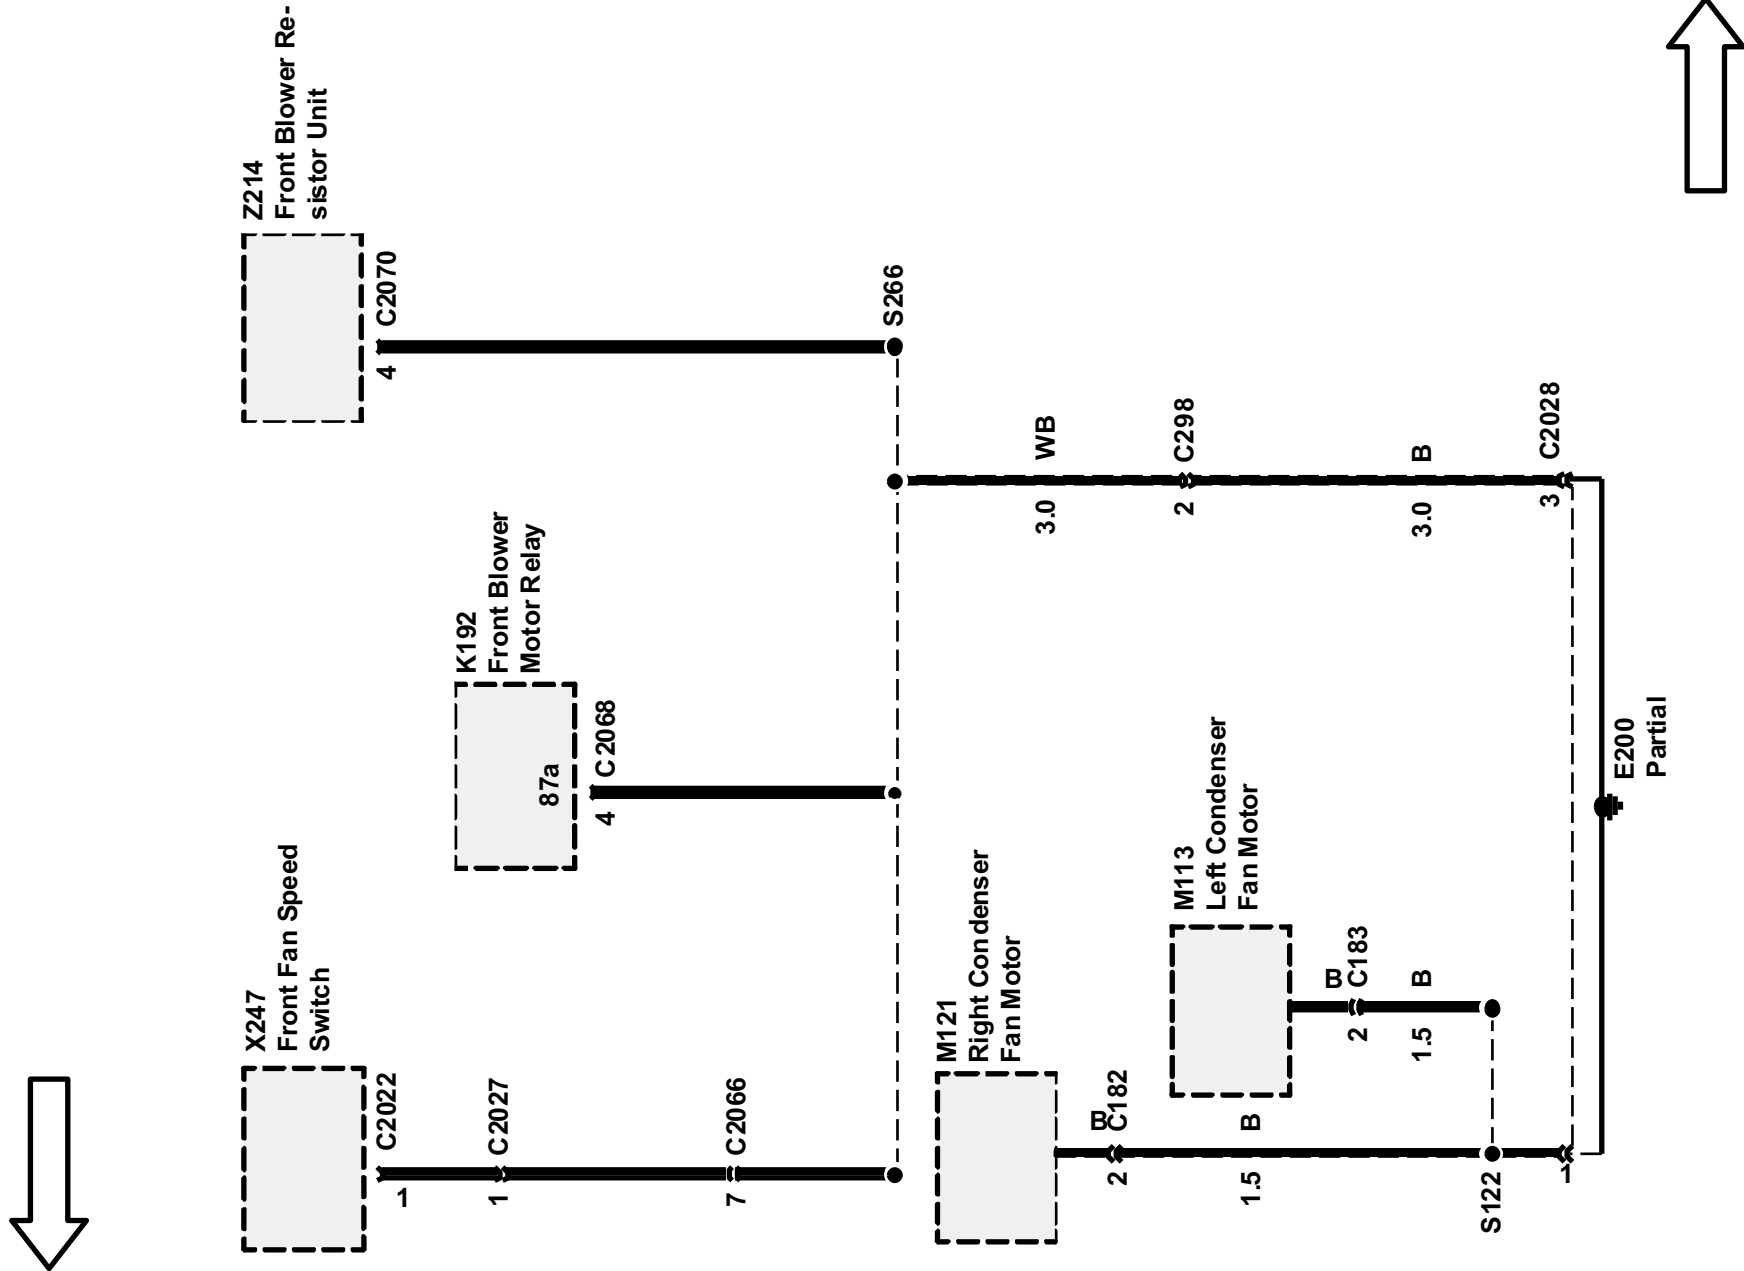 Z214
Front Blower Re-
sistor Unit
C2070
4
S266
K192
Front Blower
Motor Relay
87a
C2068
4
X247
Front Fan Speed
Switch
C2022
1
C2027
1
C2066
7
WB
3.0
C298
2
B
3.0
C2028
3
M121
Right Condenser
Fan Motor
B
C182
2
B
1.5
M113
Left Condenser
Fan Motor
B
C183
2
B
1.5
S122
1
E200
Partial